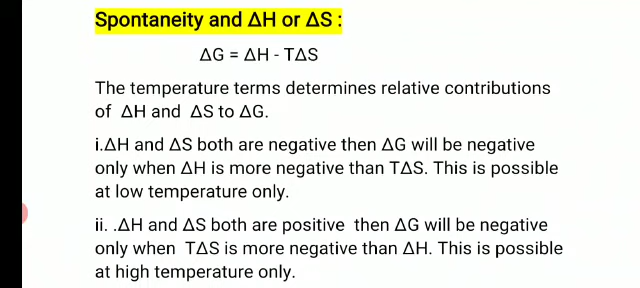 Spontaneity and ΔH or ΔS :
ΔG = ΔH - TΔS
The temperature terms determines relative contributions
of ΔH and ΔS to ΔG.
i.ΔH and ΔS both are negative then ΔG will be negative
only when ΔH is more negative than TΔS. This is possible
at low temperature only.
ii. .ΔH and ΔS both are positive then ΔG will be negative
only when TΔS is more negative than ΔH. This is possible
at high temperature only.